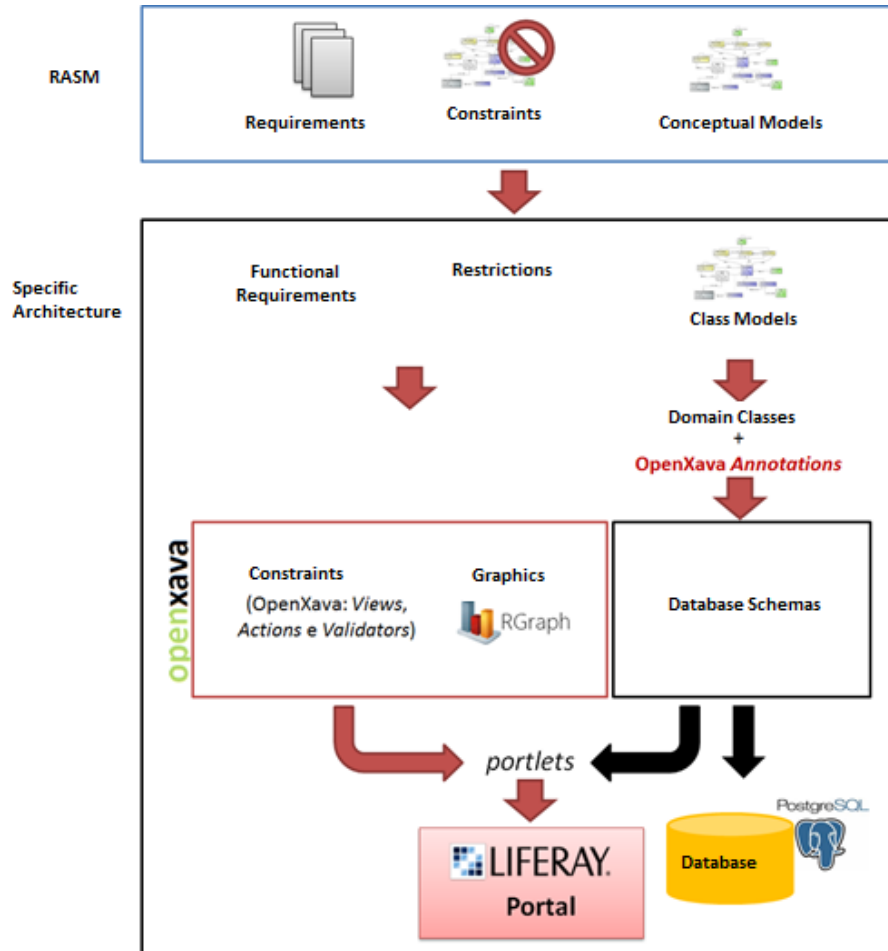 RASM
Requirements
Constraints
Conceptual Models
Specific
Architecture
Functional
Requirements
Restrictions
Class Models
Domain Classes
+
OpenXava Annotations
openxava
Constraints
(OpenXava: Views,
Actions e Validators)
Graphics
RGraph
Database Schemas
portlets
PostgreSQL
LIFERAY.
Portal
Database